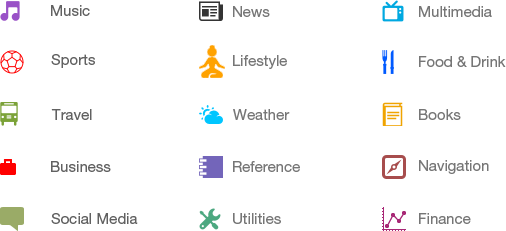 Music
News
Multimedia
Sports
Lifestyle
Food & Drink
Travel
Weather
Books
Business
Reference
Navigation
Social Media
Utilities
Finance